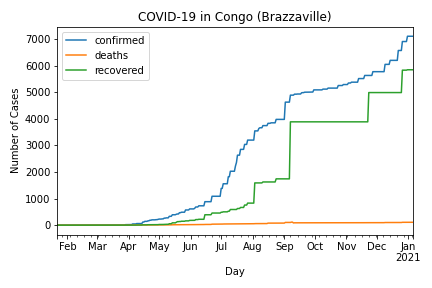 COVID-19 in Congo (Brazzaville)
confirmed
deaths
recovered
Number of Cases
7000
6000
5000
4000
3000
2000
1000
0
Feb Mar Apr May Jun Jul Aug Sep Oct Nov Dec Jan
2021
Day